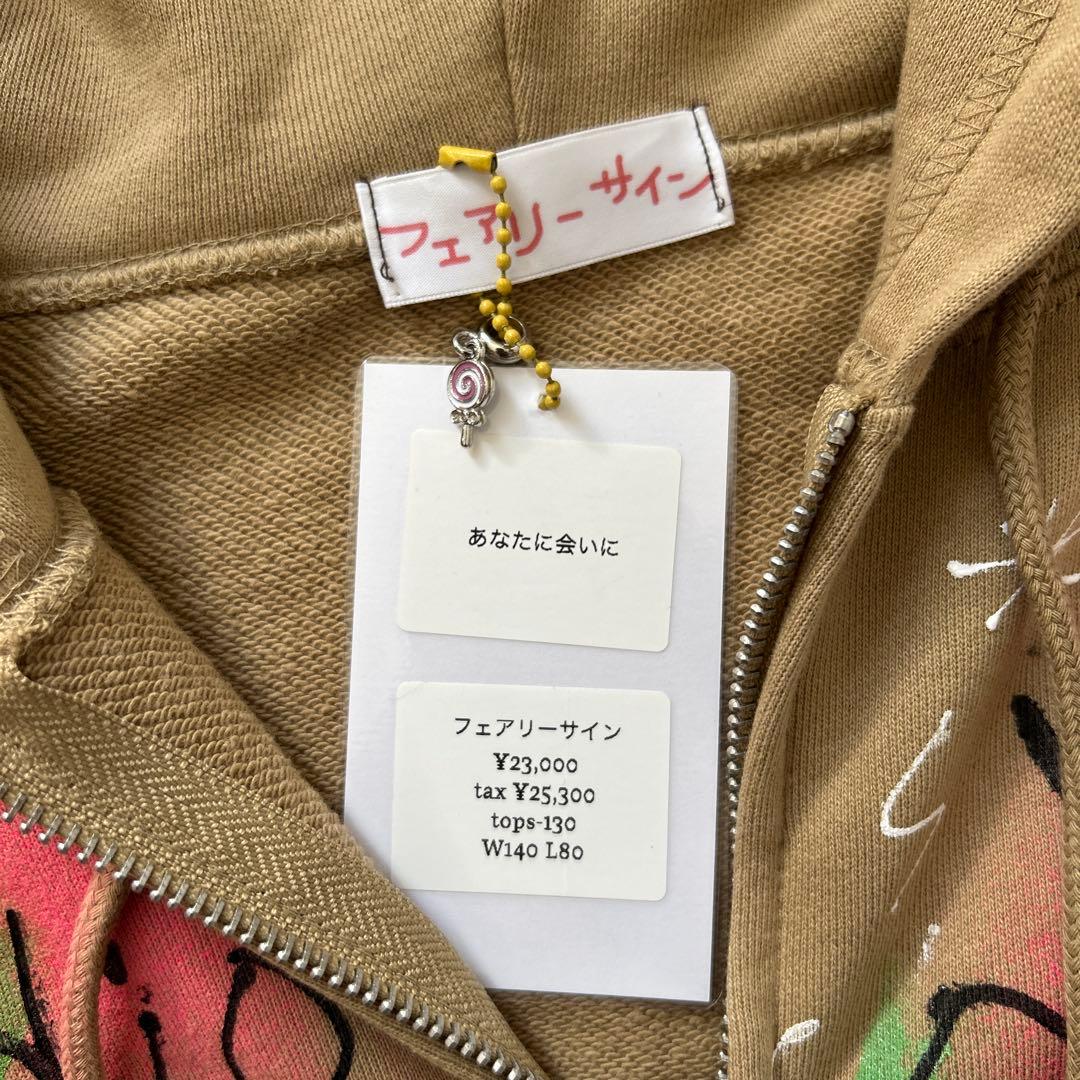 フェアリーサイン
あなたに会いに
フェアリーサイン
¥23,000
tax ¥25,300
tops-130
W140 L80